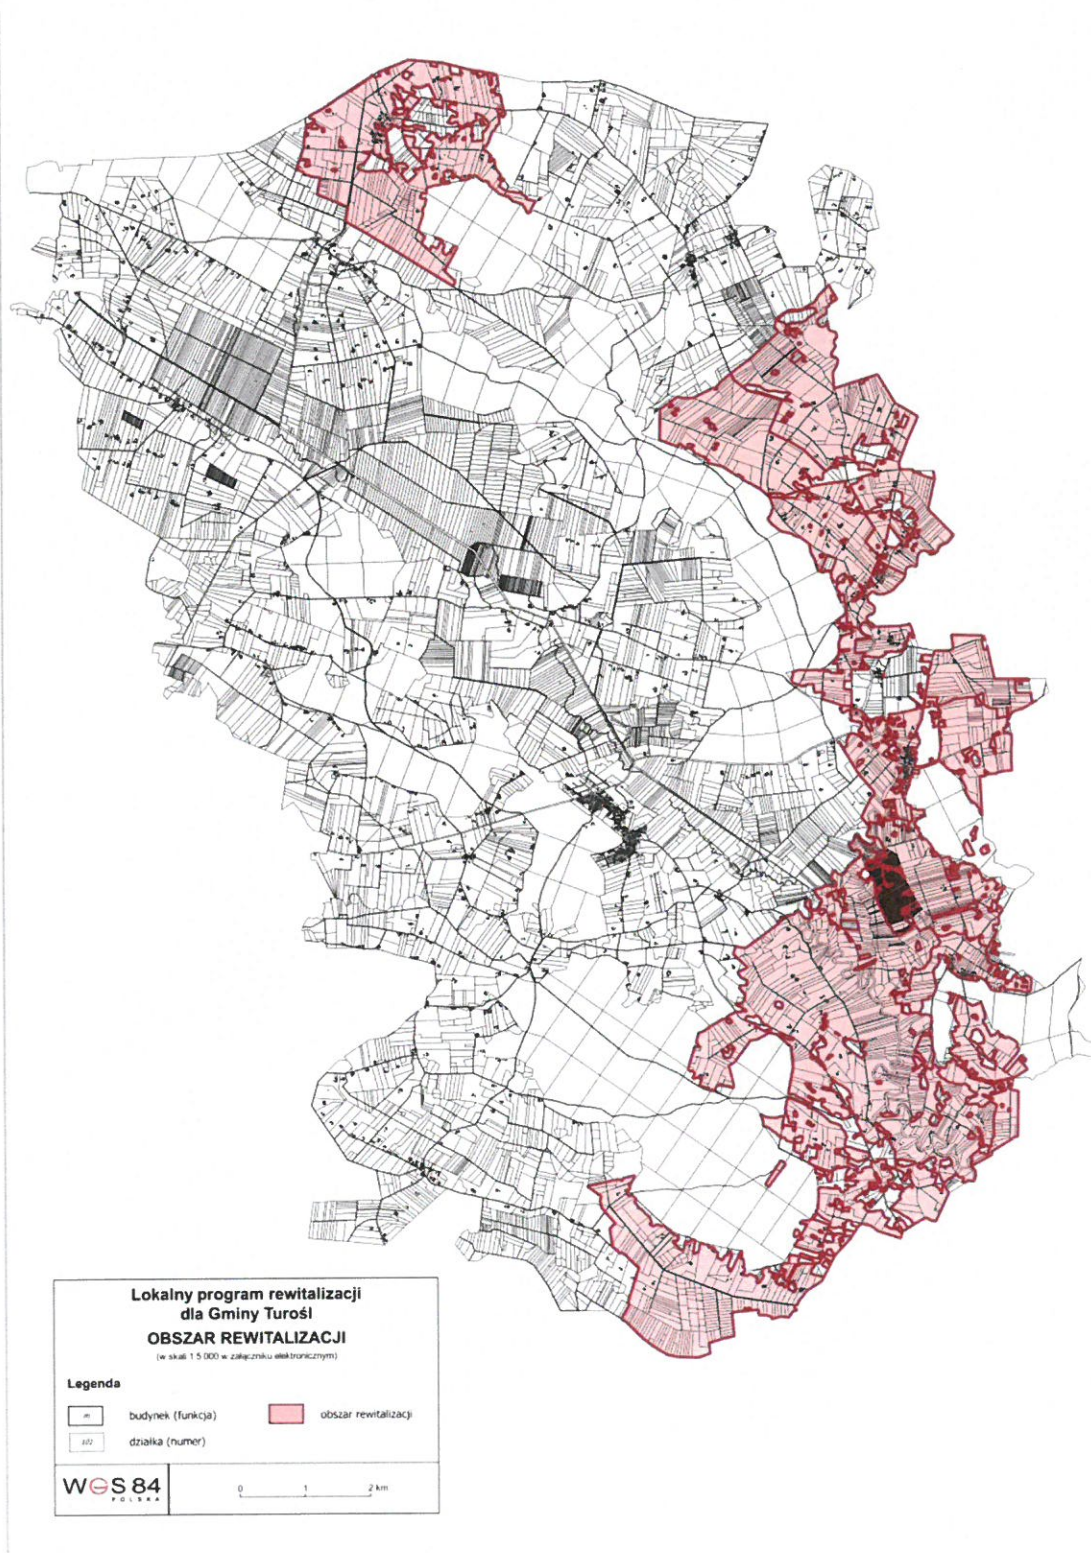 Lokalny program rewitalizacji
dla Gminy Turośl
OBSZAR REWITALIZACJI
(w skali 1:5 000 w załączniku elektronicznym)
Legenda
m budynek (funkcja)
obszar rewitalizacji
działka (numer)
WGS 84
POLSKA
0 1 2 km